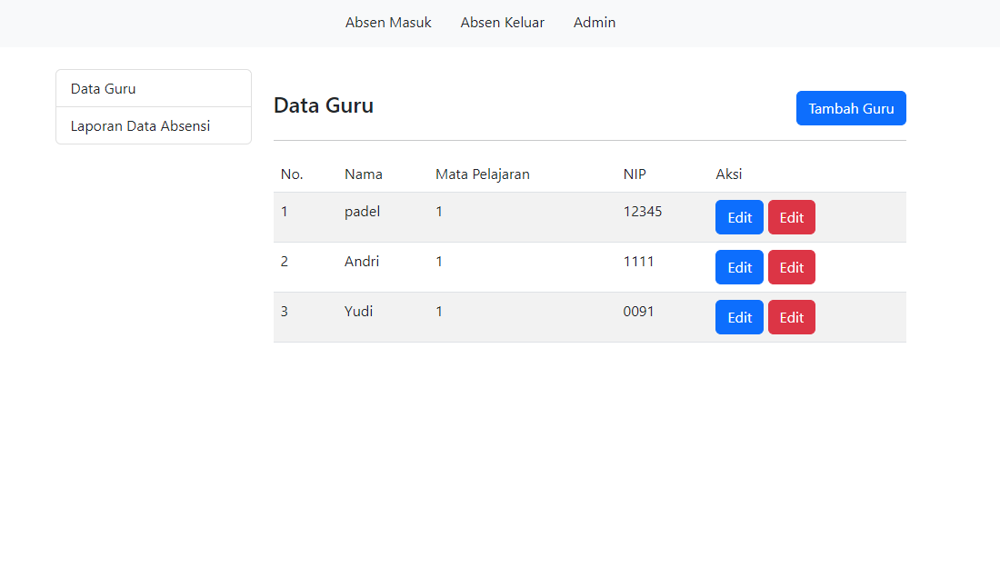 Absen Masuk Absen Keluar Admin
Data Guru
Laporan Data Absensi
Data Guru Tambah Guru
No. Nama Mata Pelajaran NIP Aksi
1 padel 1 12345 Edit Edit
2 Andri 1 1111 Edit Edit
3 Yudi 1 0091 Edit Edit